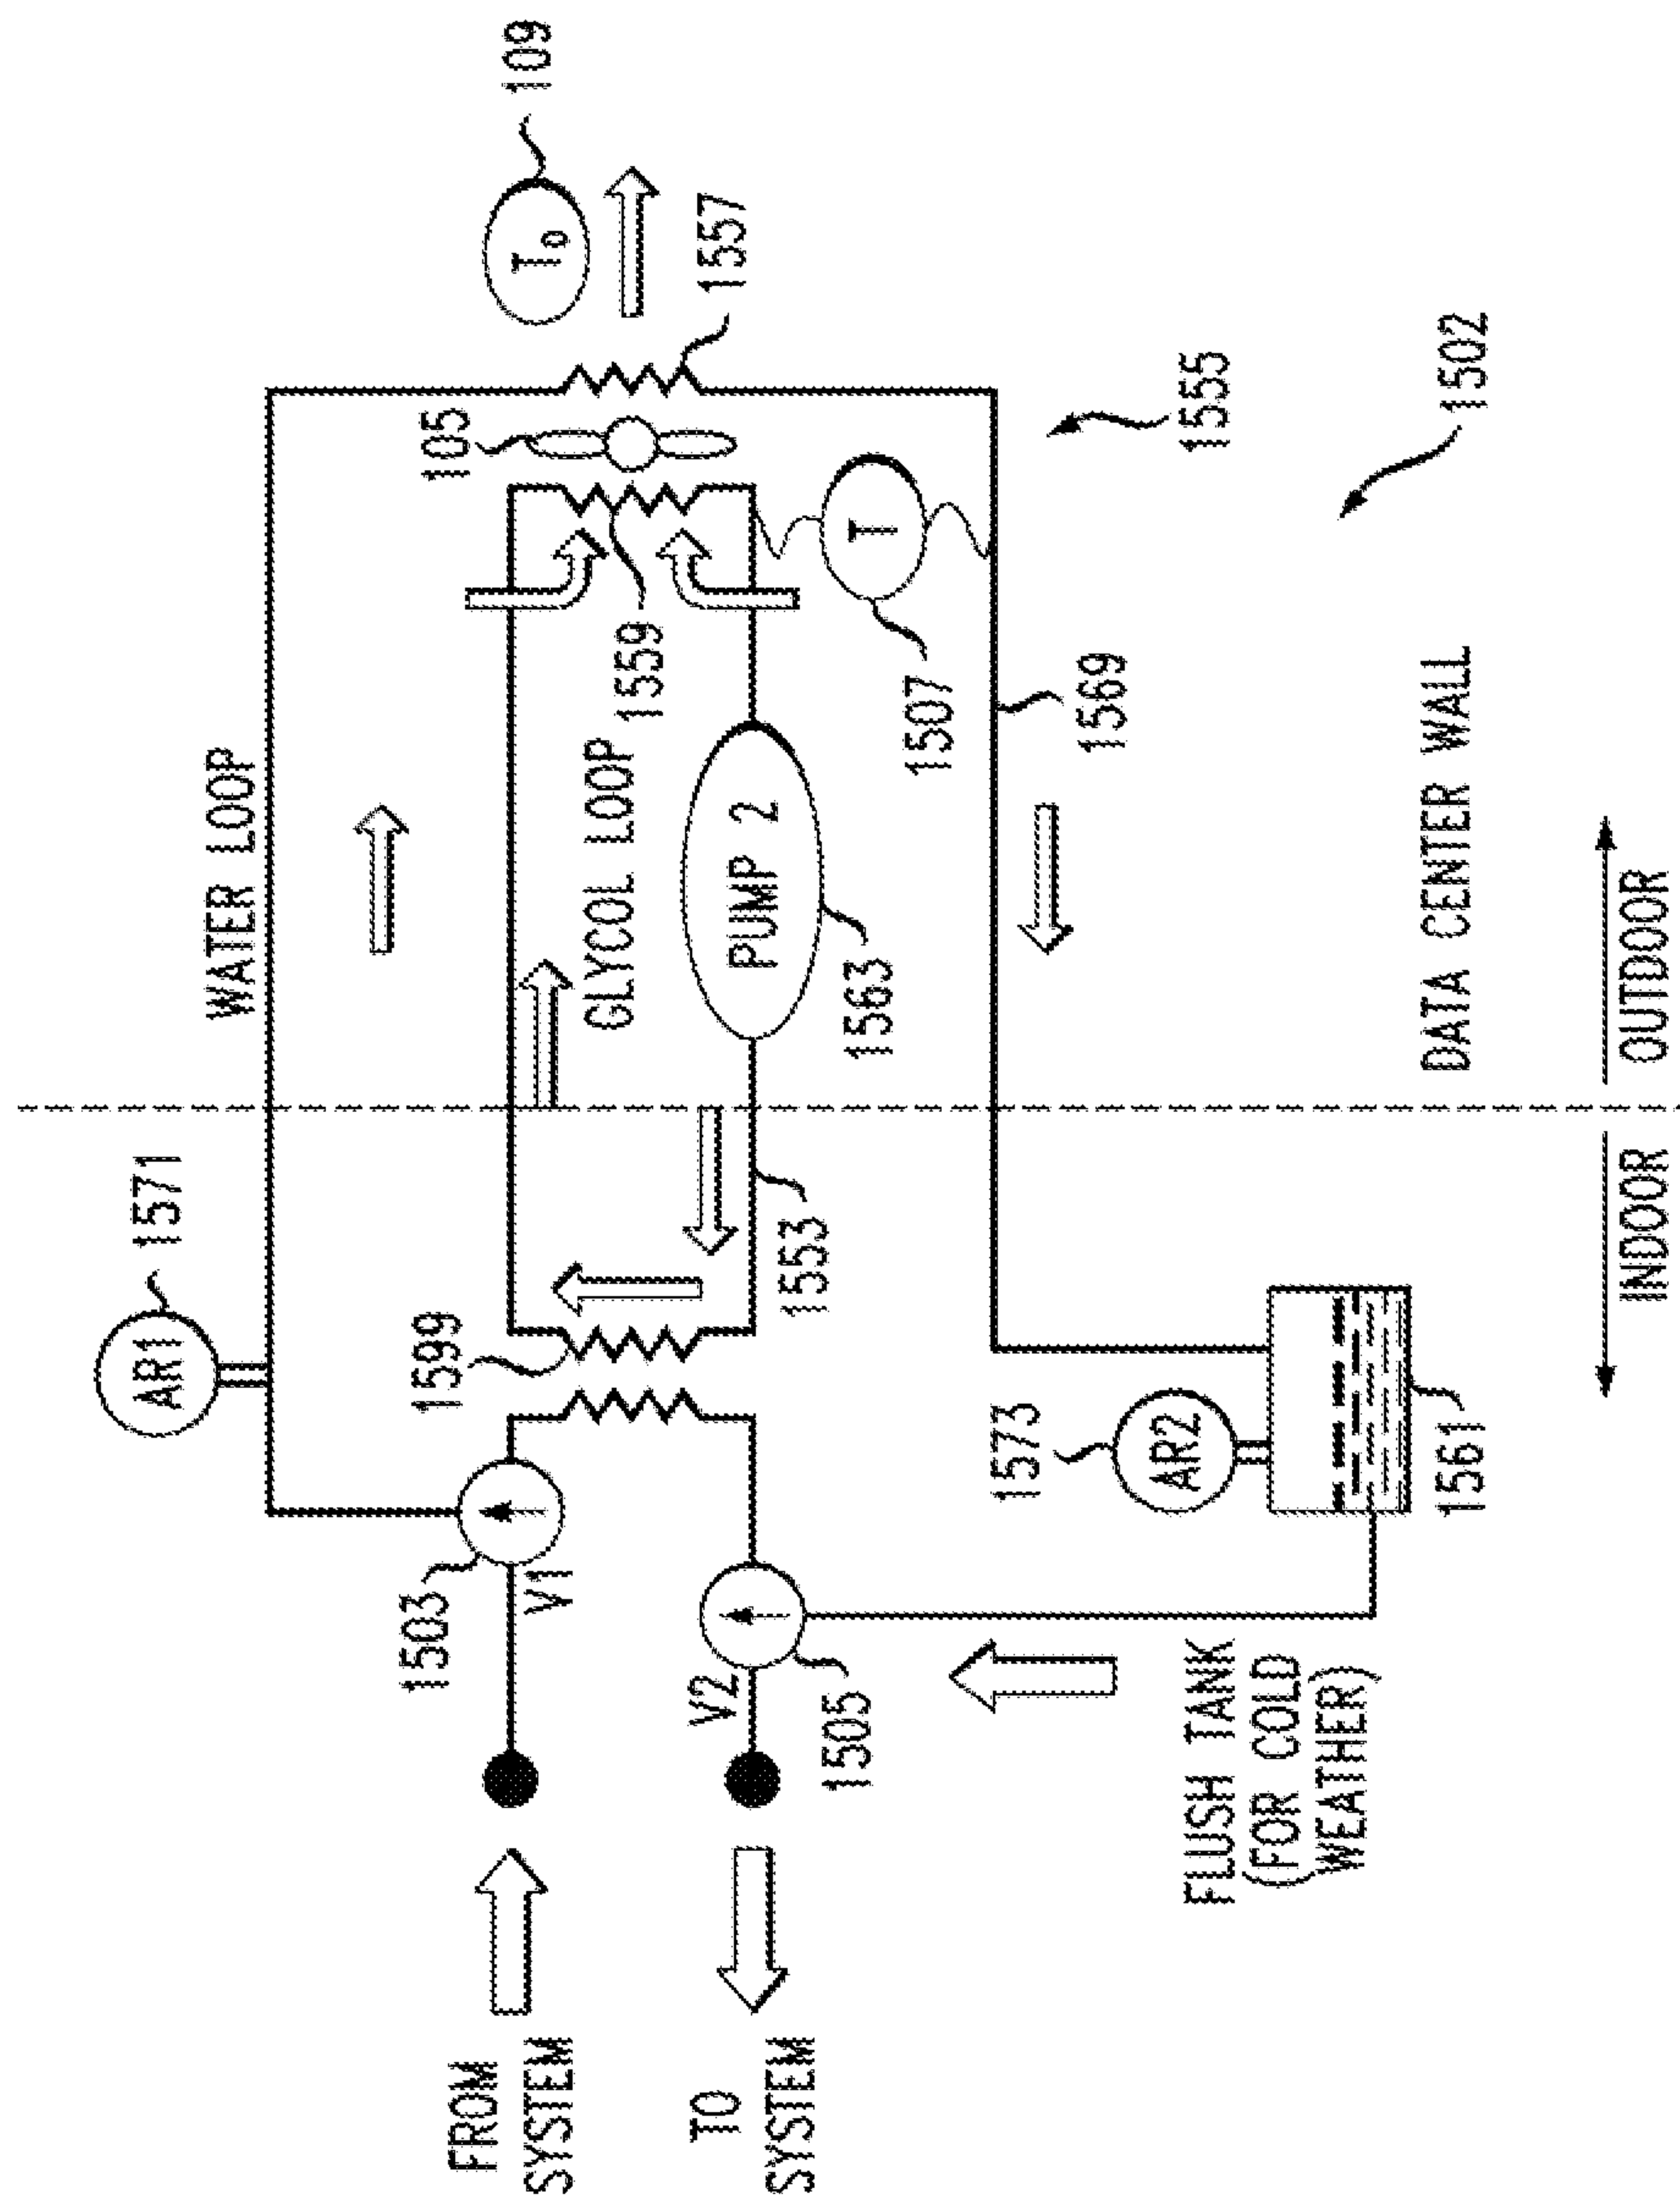 109
T₀
1557
105
WATER LOOP
1555
1502
1559
GLYCOL LOOP
T
1507
PUMP 2
1563
1569
DATA CENTER WALL
OUTDOOR
INDOOR
AR1
1571
1599
1553
1503
V1
V2
1505
1573
AR2
1561
FLUSH TANK
(FOR COLD
WEATHER)
FROM
SYSTEM
TO
SYSTEM